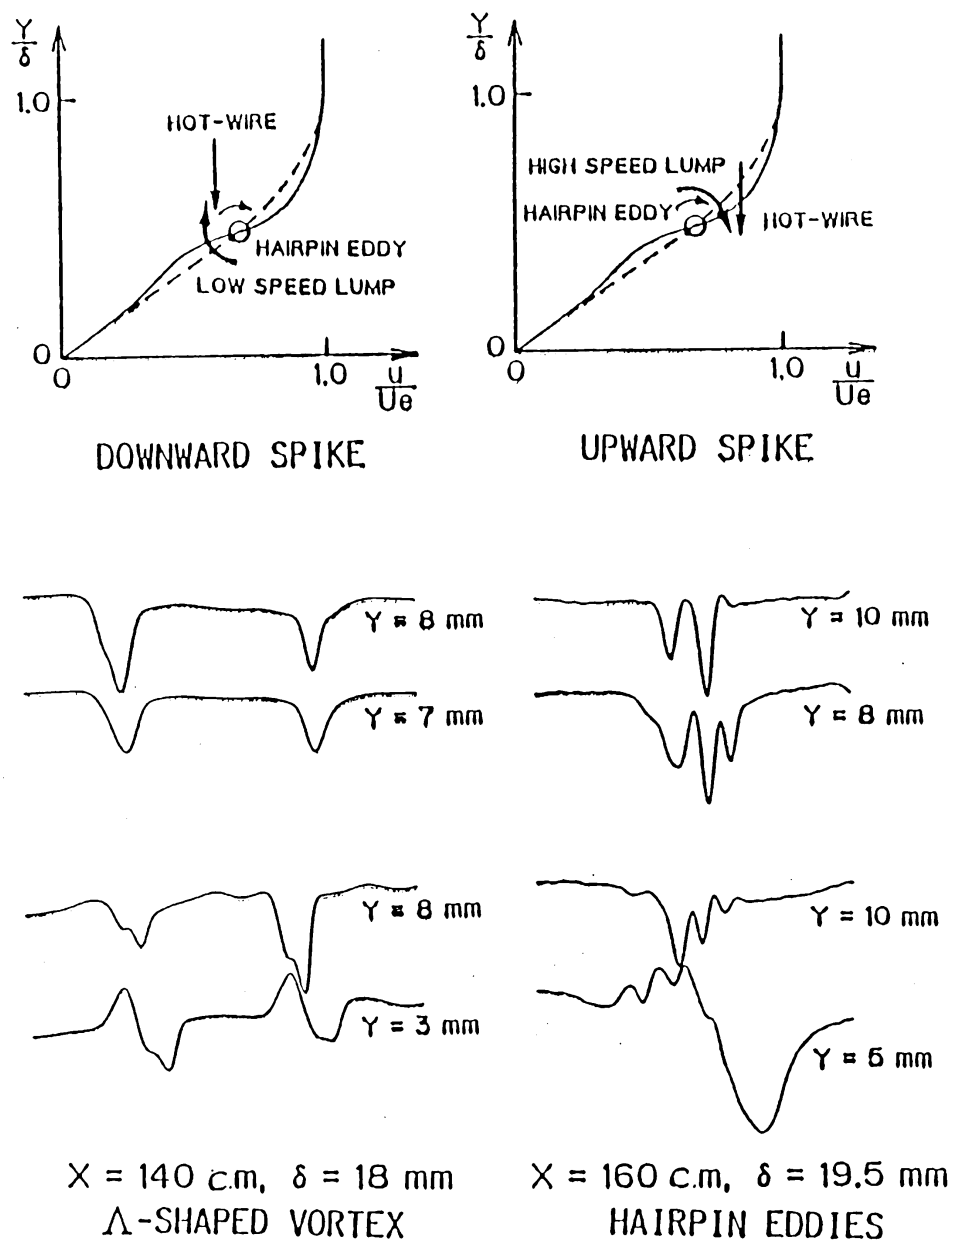 Y/δ
1.0
HOT-WIRE
HAIRPIN EDDY
LOW SPEED LUMP
0
0
1.0
u/Ue
DOWNWARD SPIKE
Y/δ
1.0
HIGH SPEED LUMP
HAIRPIN EDDY
HOT-WIRE
0
0
1.0
u/Ue
UPWARD SPIKE
Y = 8 mm
Y = 7 mm
Y = 8 mm
Y = 3 mm
X = 140 c.m, δ = 18 mm
Λ-SHAPED VORTEX
Y = 10 mm
Y = 8 mm
Y = 10 mm
Y = 5 mm
X = 160 c.m, δ = 19.5 mm
HAIRPIN EDDIES